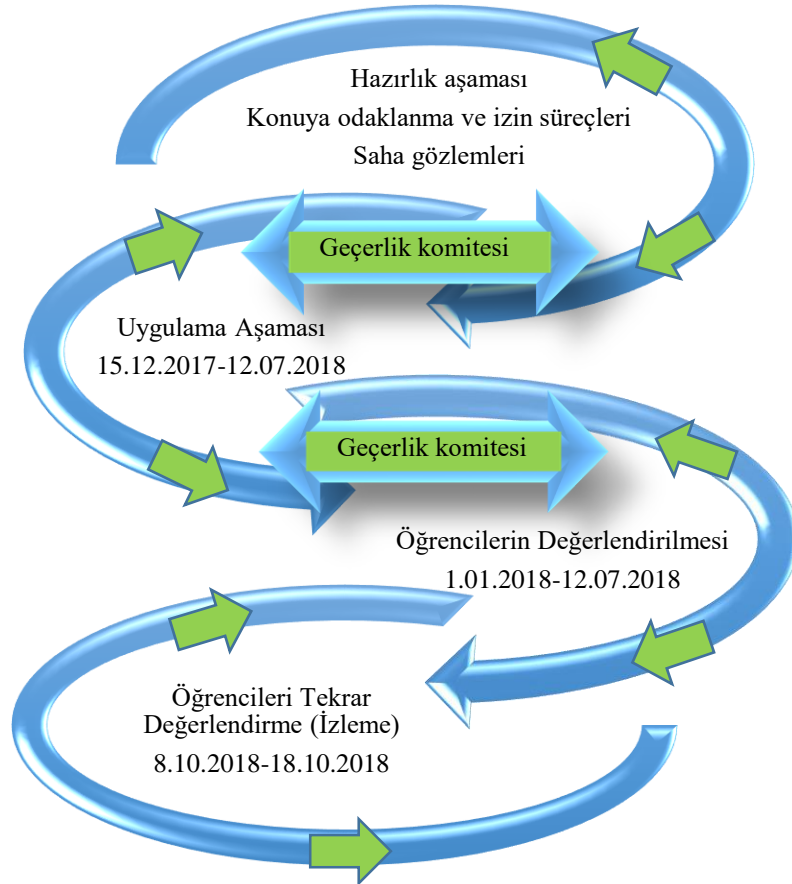 Hazırlık aşaması
Konuya odaklanma ve izin süreçleri
Saha gözlemleri
Geçerlik komitesi
Uygulama Aşaması
15.12.2017-12.07.2018
Geçerlik komitesi
Öğrencilerin Değerlendirilmesi
1.01.2018-12.07.2018
Öğrencileri Tekrar
Değerlendirme (İzleme)
8.10.2018-18.10.2018